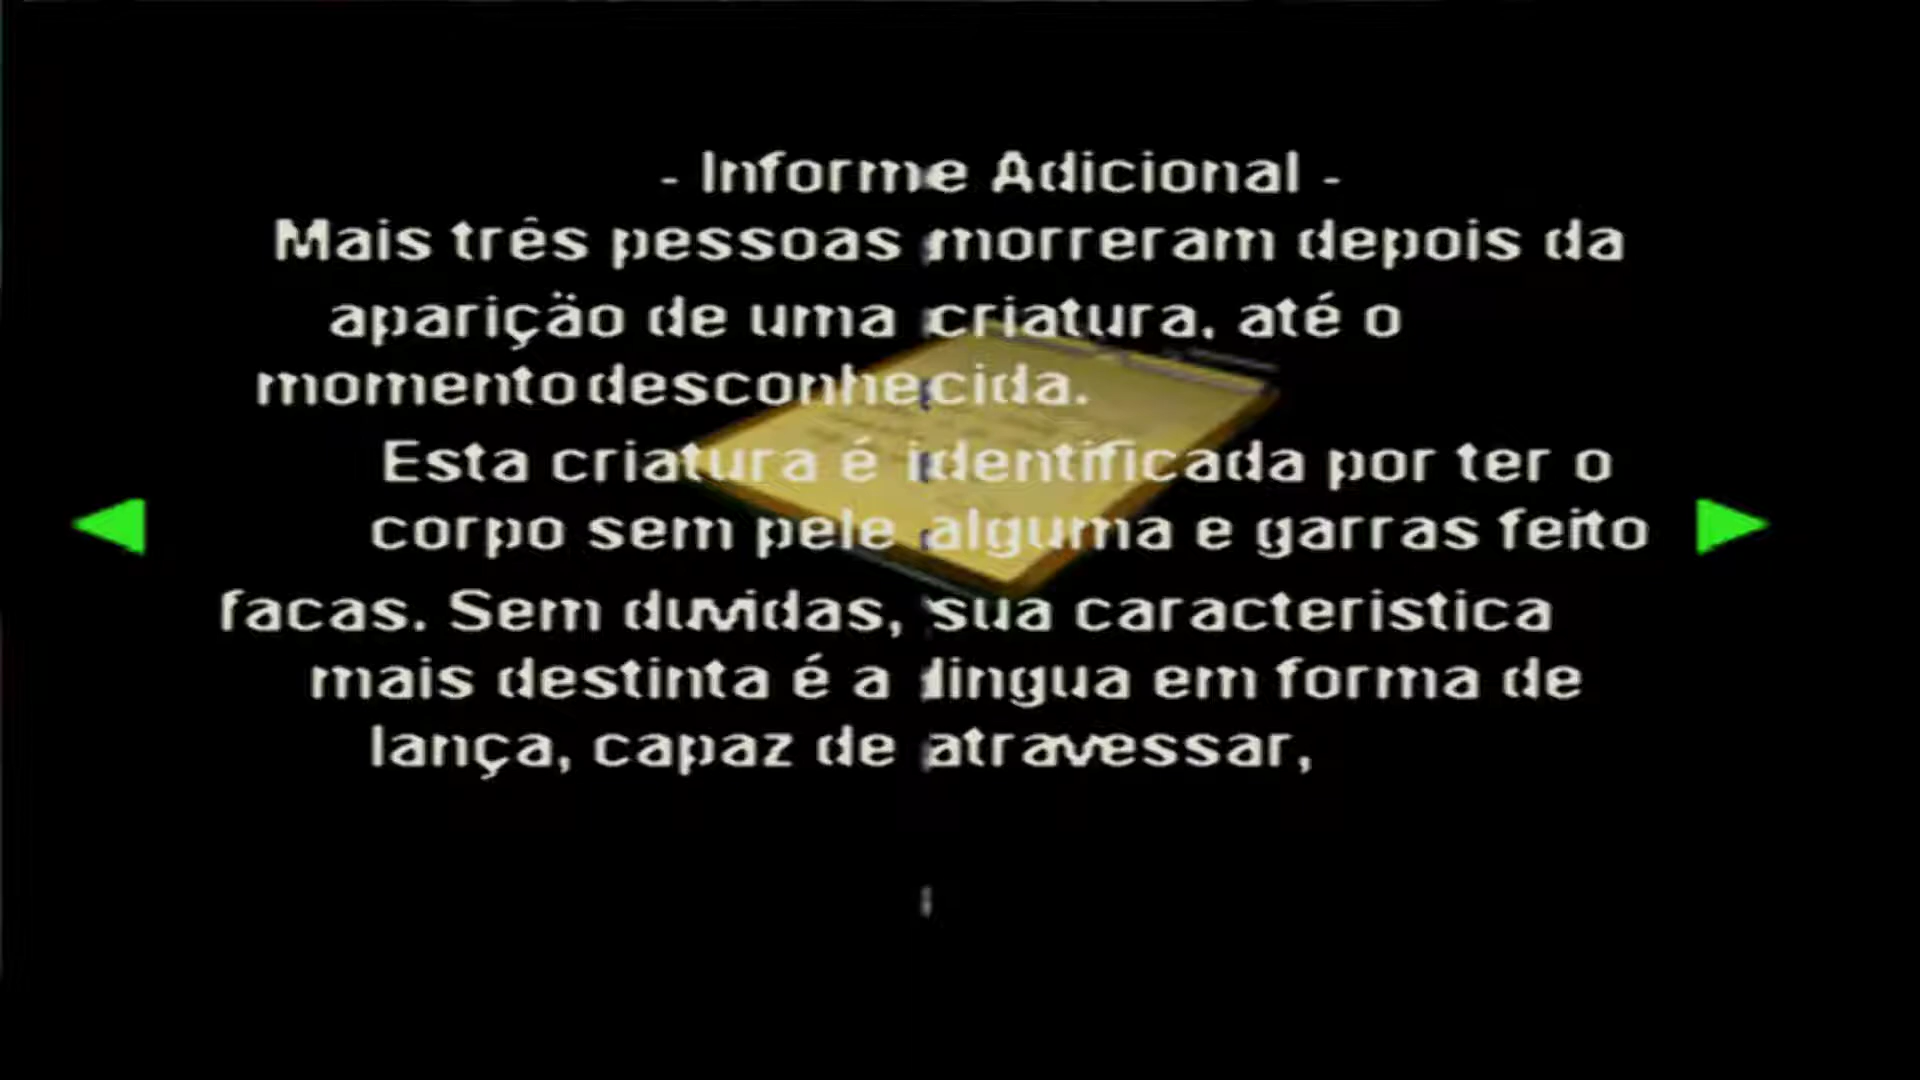 - Informe Adicional -
Mais três pessoas morreram depois da
apariçäo de uma criatura, até o
momento desconhecida.
Esta criatura é identificada por ter o
corpo sem pele alguma e garras feito
facas. Sem duvidas, sua caracteristica
mais destinta é a lingua em forma de
lança, capaz de atravessar,